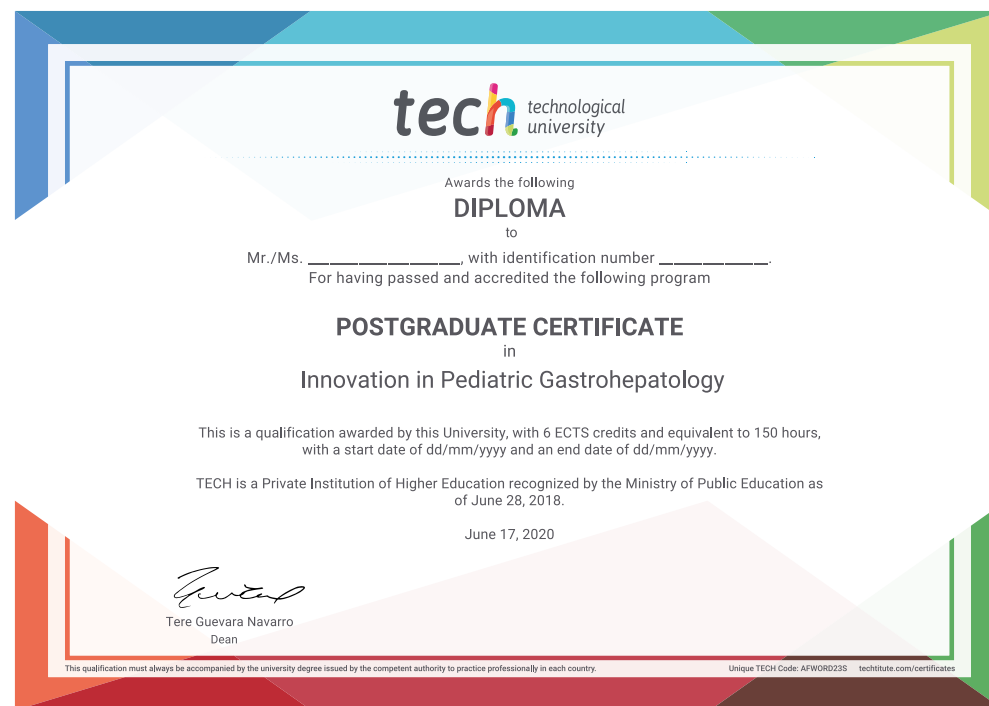 tech technological
university
Awards the following
DIPLOMA
to
Mr./Ms. ____________________, with identification number ______________.
For having passed and accredited the following program
POSTGRADUATE CERTIFICATE
in
Innovation in Pediatric Gastrohepatology
This is a qualification awarded by this University, with 6 ECTS credits and equivalent to 150 hours,
with a start date of dd/mm/yyyy and an end date of dd/mm/yyyy.
TECH is a Private Institution of Higher Education recognized by the Ministry of Public Education as
of June 28, 2018.
June 17, 2020
Tere Guevara Navarro
Dean
This qualification must always be accompanied by the university degree issued by the competent authority to practice professionally in each country. Unique TECH Code: AFWORD23S techtitute.com/certificates